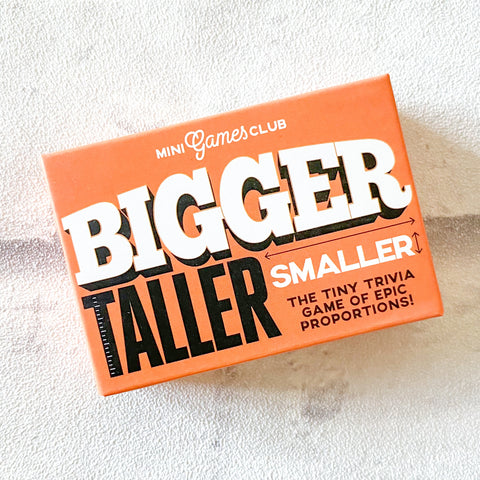 MINI Games CLUB
BIGGER
TALLER
SMALLER
THE TINY TRIVIA
GAME OF EPIC
PROPORTIONS!